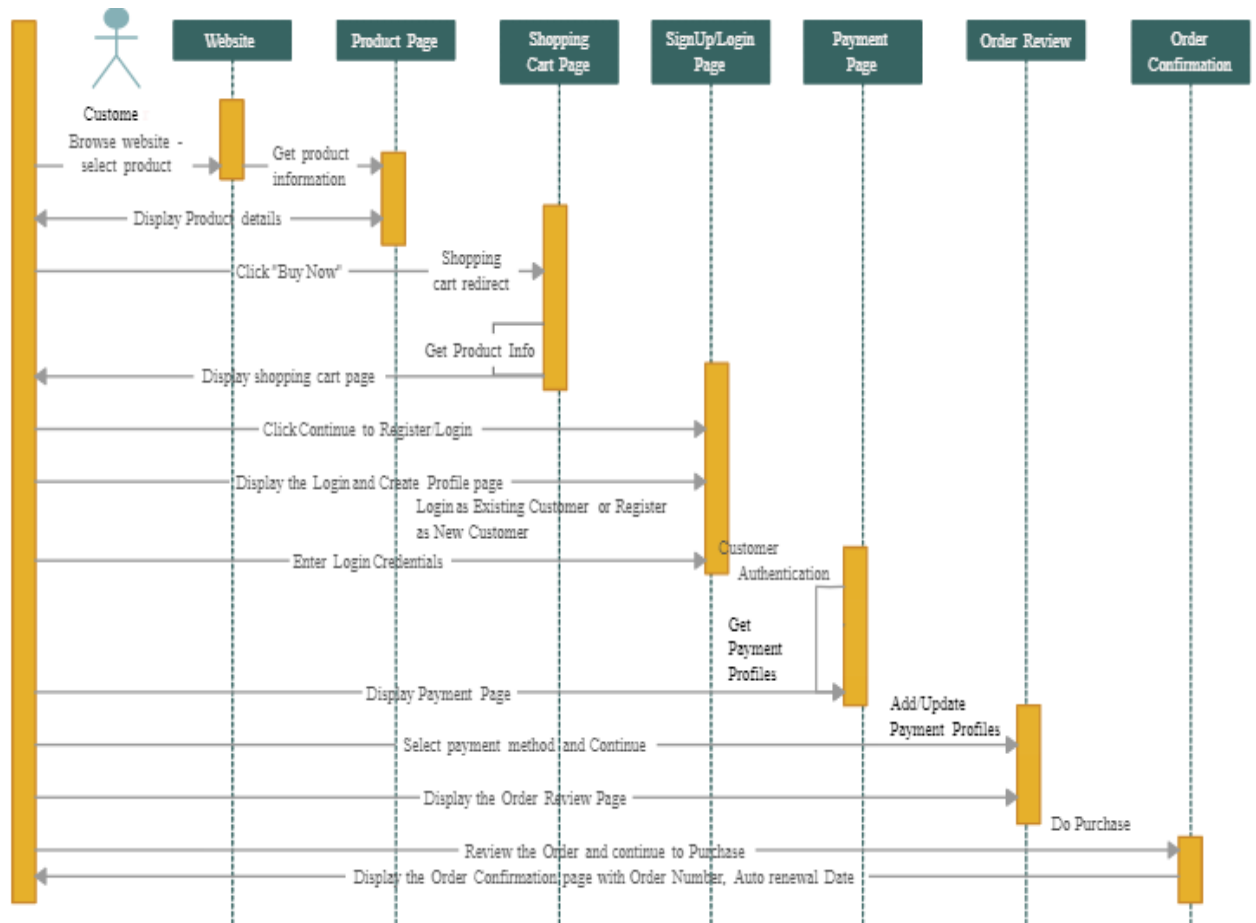 Website
Product Page
Shopping
Cart Page
SignUp/Login
Page
Payment
Page
Order Review
Order
Confirmation
Custome
Browse website -
select product
Get product
information
Display Product details
Click "Buy Now"
Shopping
cart redirect
Get Product Info
Display shopping cart page
Click Continue to Register/Login
Display the Login and Create Profile page
Login as Existing Customer or Register
as New Customer
Enter Login Credentials
Customer
Authentication
Get
Payment
Profiles
Display Payment Page
Add/Update
Payment Profiles
Select payment method and Continue
Display the Order Review Page
Do Purchase
Review the Order and continue to Purchase
Display the Order Confirmation page with Order Number, Auto renewal Date